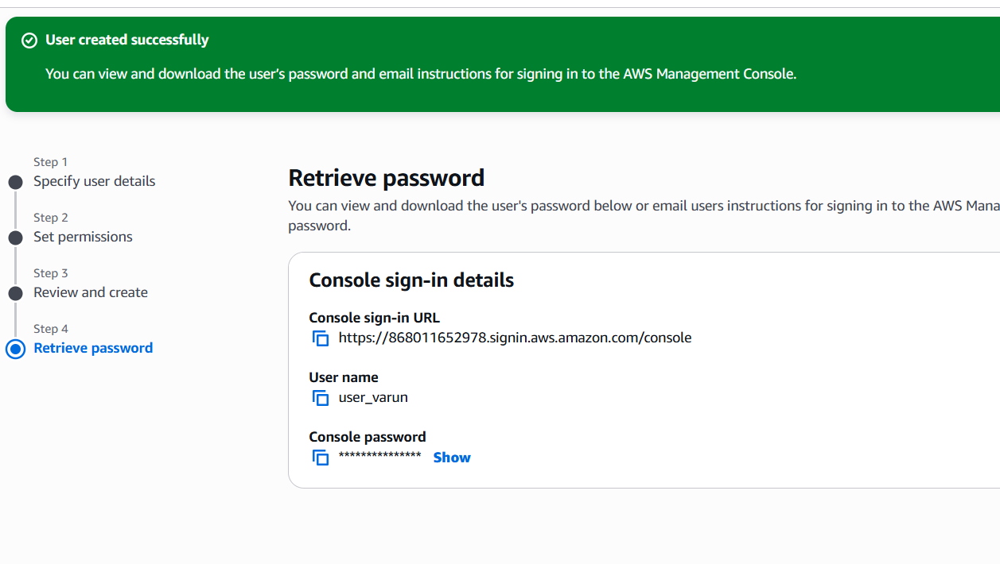 User created successfully
You can view and download the user's password and email instructions for signing in to the AWS Management Console.
Step 1
Specify user details
Step 2
Set permissions
Step 3
Review and create
Step 4
Retrieve password
Retrieve password
You can view and download the user's password below or email users instructions for signing in to the AWS Mana
password.
Console sign-in details
Console sign-in URL
https://868011652978.signin.aws.amazon.com/console
User name
user_varun
Console password
*************** Show